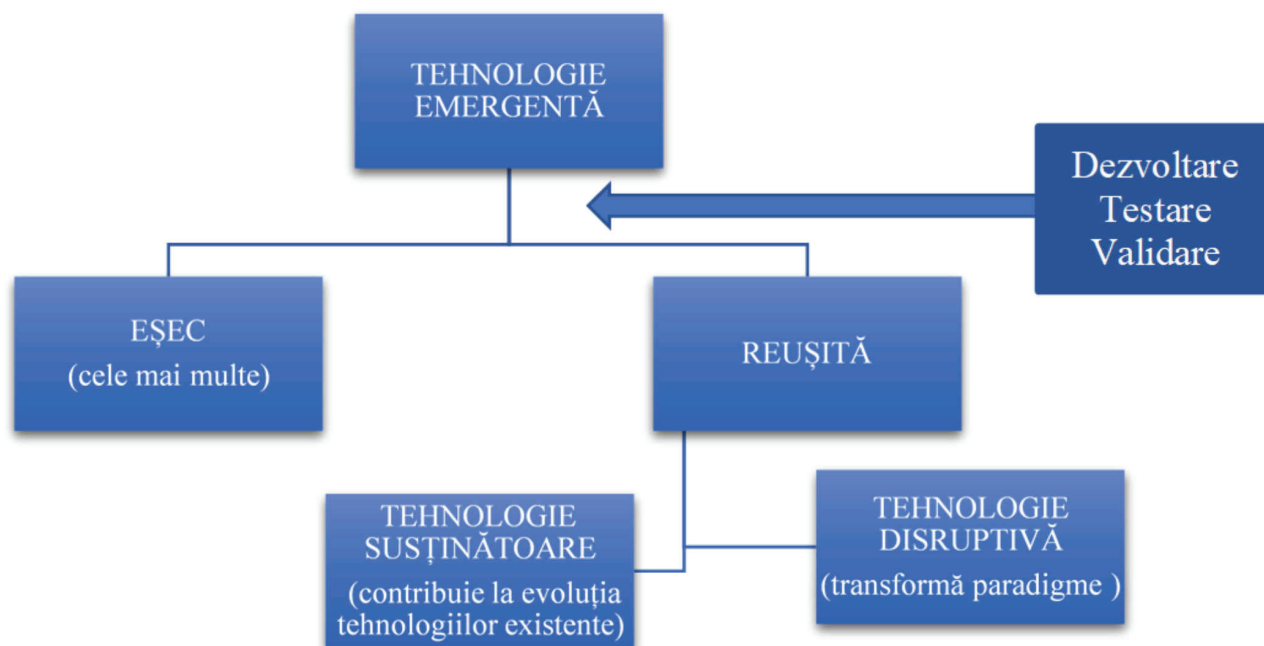 TEHNOLOGIE
EMERGENTĂ
Dezvoltare
Testare
Validare
EȘEC
(cele mai multe)
REUȘITĂ
TEHNOLOGIE
SUSȚINĂTOARE
(contribuie la evoluția
tehnologiilor existente)
TEHNOLOGIE
DISRUPTIVĂ
(transformă paradigme )